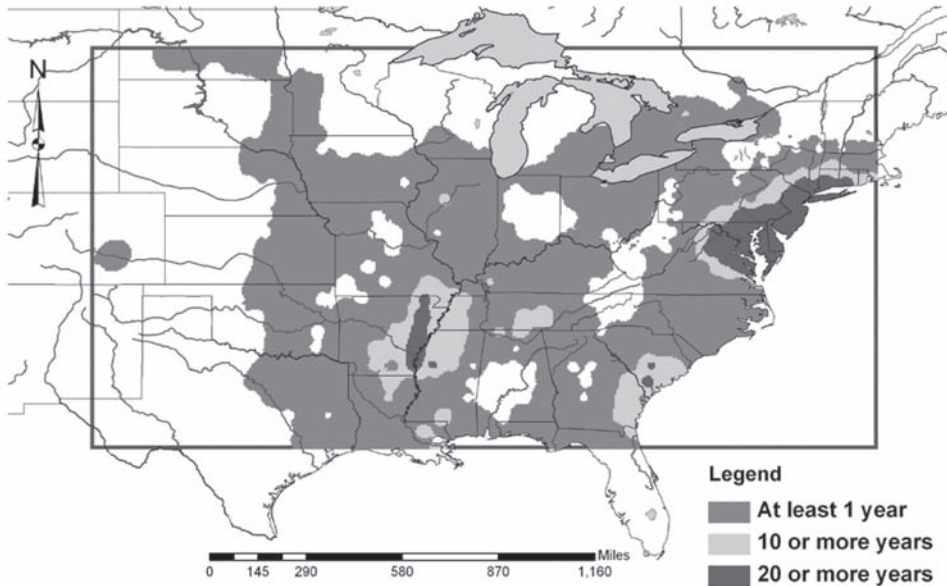 N
Legend
At least 1 year
10 or more years
20 or more years
Miles
0 145 290 580 870 1,160